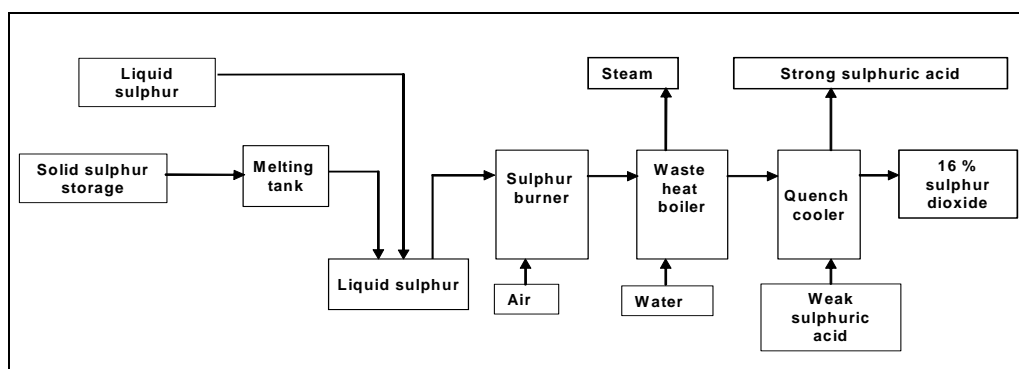 Liquid
sulphur
Steam
Strong sulphuric acid
Solid sulphur
storage
Melting
tank
Sulphur
burner
Waste
heat
boiler
Quench
cooler
16 %
sulphur
dioxide
Liquid sulphur
Air
Water
Weak
sulphuric
acid